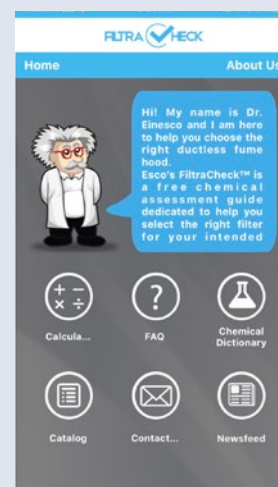 FILTRA CHECK
Home About Us
Hi! My name is Dr.
Einesco and I am here
to help you choose the
right ductless fume
hood.
Esco's FiltraCheck™ is
a free chemical
assessment guide
dedicated to help you
select the right filter
for your intended
+ − × ÷
?
Calcula... FAQ Chemical
Dictionary
Catalog Contact... Newsfeed